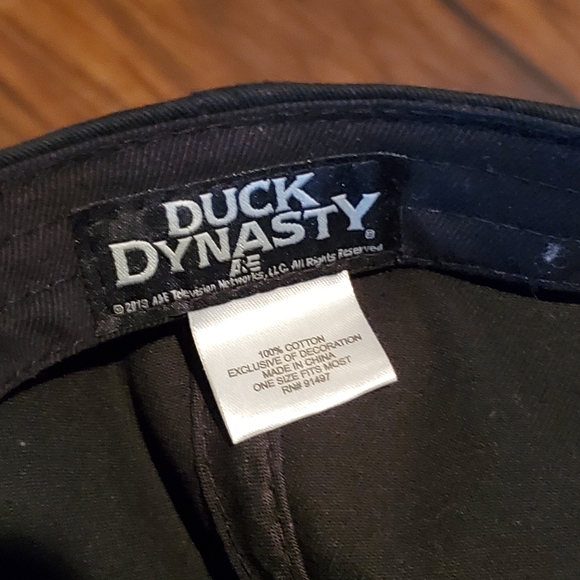 DUCK
DYNASTY®
A&E
© 2013 A&E Television Networks, LLC. All Rights Reserved
100% COTTON
EXCLUSIVE OF DECORATION
MADE IN CHINA
ONE SIZE FITS MOST
RN# 91497